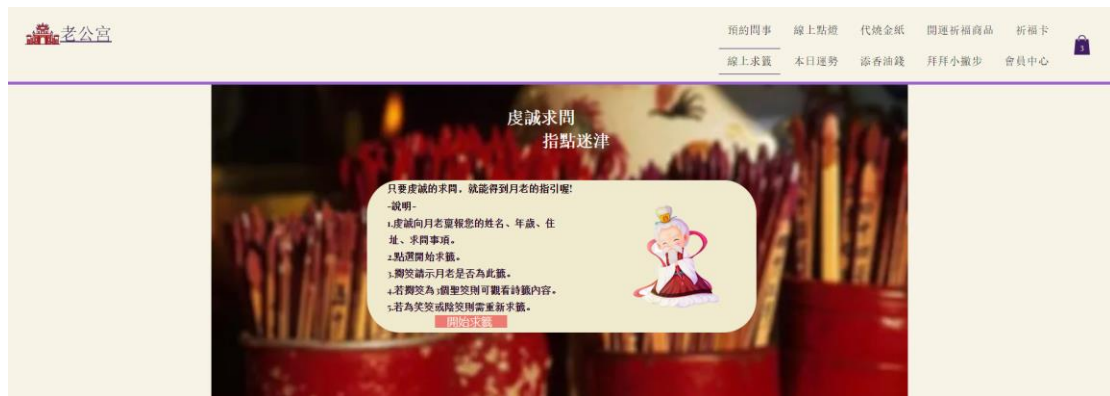 老公宮
預約問事 線上點燈 代燒金紙 開運祈福商品 祈福卡
3
線上求籤 本日運勢 添香油錢 拜拜小撇步 會員中心
虔誠求問
指點迷津
只要虔誠的求問，就能得到月老的指引喔!
-說明-
1.虔誠向月老稟報您的姓名、年歲、住
址、求問事項。
2.點選開始求籤。
3.擲筊請示月老是否為此籤。
4.若擲筊為3個聖筊則可觀看詩籤內容。
5.若為笑筊或陰筊則需重新求籤。
開始求籤